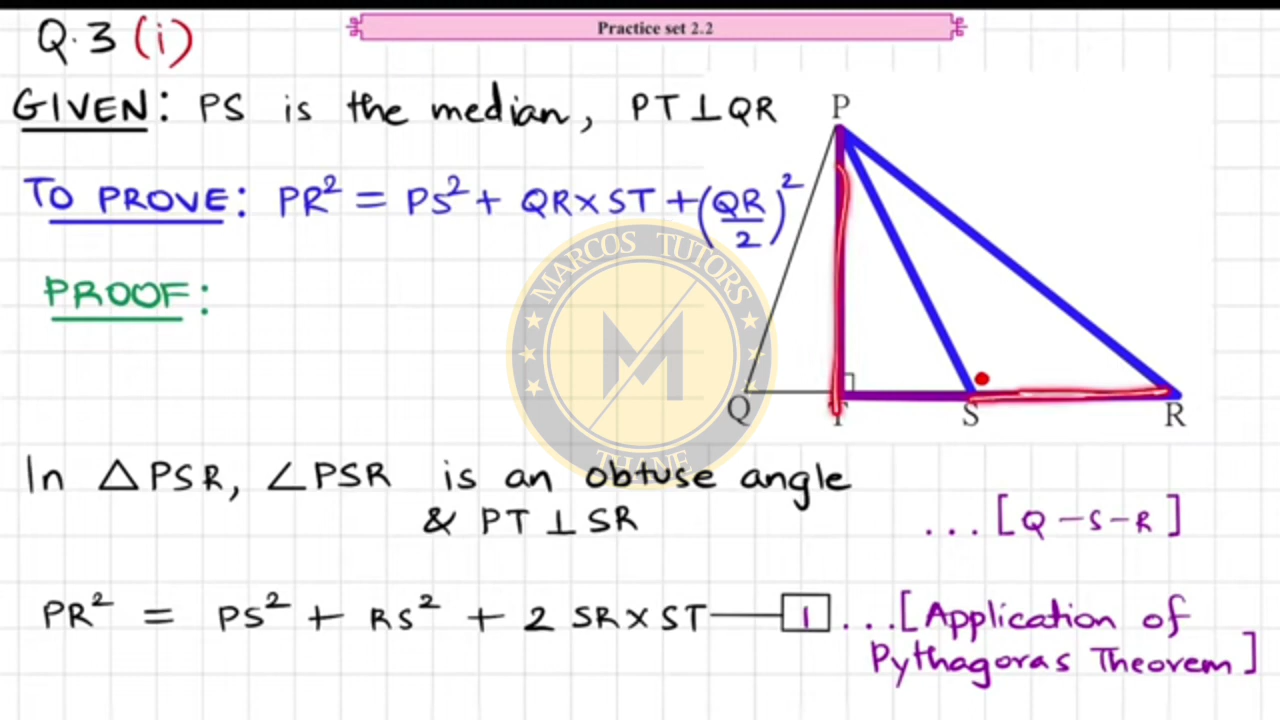 Practice set 2.2
Q.3 (i)
GIVEN: PS is the median, PT ⊥ QR
P
TO PROVE: PR² = PS² + QR × ST + (QR/2)²
MARCOS TUTORS
M
THANE
PROOF:
Q T S R
In △PSR, ∠PSR is an obtuse angle
& PT ⊥ SR ...[Q-S-R]
PR² = PS² + RS² + 2 SR × ST — 1 ...[Application of
Pythagoras Theorem]